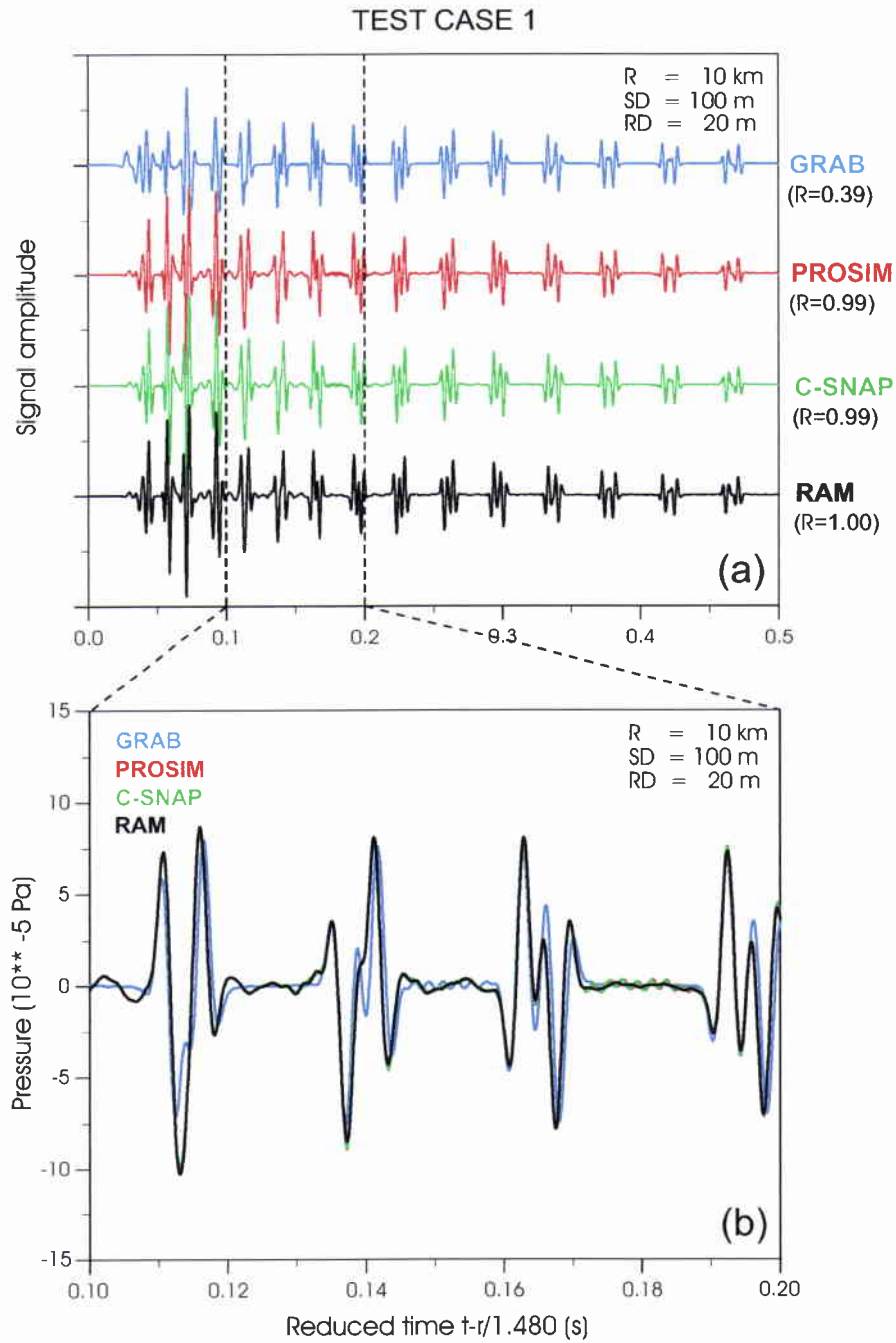 TEST CASE 1
R = 10 km
SD = 100 m
RD = 20 m
GRAB
(R=0.39)
PROSIM
(R=0.99)
C-SNAP
(R=0.99)
RAM
(R=1.00)
Signal amplitude
(a)
0.0 0.1 0.2 0.3 0.4 0.5
GRAB
PROSIM
C-SNAP
RAM
R = 10 km
SD = 100 m
RD = 20 m
15
10
5
0
-5
-10
-15
Pressure (10** -5 Pa)
(b)
0.10 0.12 0.14 0.16 0.18 0.20
Reduced time t-r/1.480 (s)